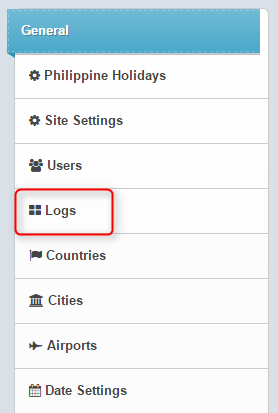 General
Philippine Holidays
Site Settings
Users
Logs
Countries
Cities
Airports
Date Settings